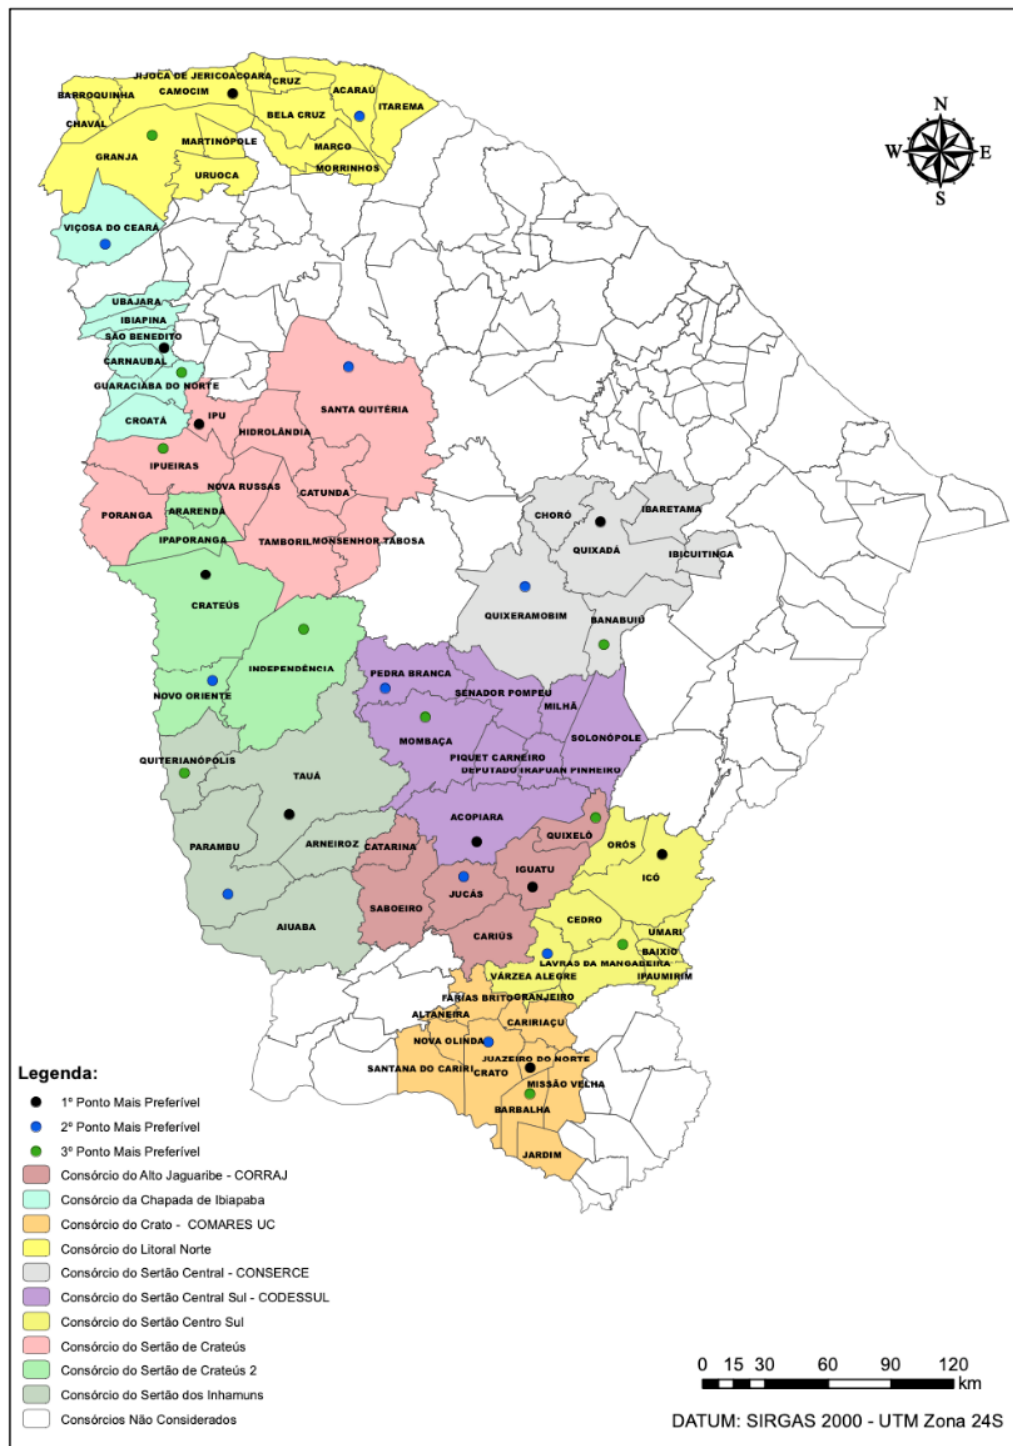 JIJOCA DE JERICOACOARA
CRUZ
BARROQUINHA
CAMOCIM
ACARAÚ
ITAREMA
CHAVAL
BELA CRUZ
MARTINÓPOLE
MARCO
GRANJA
MORRINHOS
URUOCA
N
W
E
S
VIÇOSA DO CEARÁ
UBAJARA
IBIAPINA
SÃO BENEDITO
CARNAUBAL
GUARACIABA DO NORTE
CROATÁ
IPU
SANTA QUITÉRIA
HIDROLÂNDIA
IPUEIRAS
NOVA RUSSAS
CATUNDA
PORANGA
ARARENDÁ
IPAPORANGA
TAMBORIL
MONSENHOR TABOSA
CHORÓ
IBARETAMA
QUIXADÁ
IBICUITINGA
CRATEÚS
QUIXERAMOBIM
BANABUIÚ
INDEPENDÊNCIA
NOVO ORIENTE
PEDRA BRANCA
SENADOR POMPEU
MILHÃ
SOLONÓPOLE
MOMBAÇA
PIQUET CARNEIRO
DEPUTADO IRAPUAN PINHEIRO
QUITERIANÓPOLIS
TAUÁ
ACOPIARA
QUIXELÔ
PARAMBU
ARNEIROZ
CATARINA
ORÓS
IGUATU
ICÓ
JUCÁS
SABOEIRO
AIUABA
CARIÚS
CEDRO
UMARI
BAIXIO
LAVRAS DA MANGABEIRA
VÁRZEA ALEGRE
IPAUMIRIM
FARIAS BRITO
GRANJEIRO
ALTANEIRA
CARIRIAÇU
NOVA OLINDA
JUAZEIRO DO NORTE
SANTANA DO CARIRI
CRATO
MISSÃO VELHA
BARBALHA
JARDIM
Legenda:
1º Ponto Mais Preferível
2º Ponto Mais Preferível
3º Ponto Mais Preferível
Consórcio do Alto Jaguaribe - CORRAJ
Consórcio da Chapada de Ibiapaba
Consórcio do Crato - COMARES UC
Consórcio do Litoral Norte
Consórcio do Sertão Central - CONSERCE
Consórcio do Sertão Central Sul - CODESSUL
Consórcio do Sertão Centro Sul
Consórcio do Sertão de Crateús
Consórcio do Sertão de Crateús 2
Consórcio do Sertão dos Inhamuns
Consórcios Não Considerados
0 15 30 60 90 120
km
DATUM: SIRGAS 2000 - UTM Zona 24S